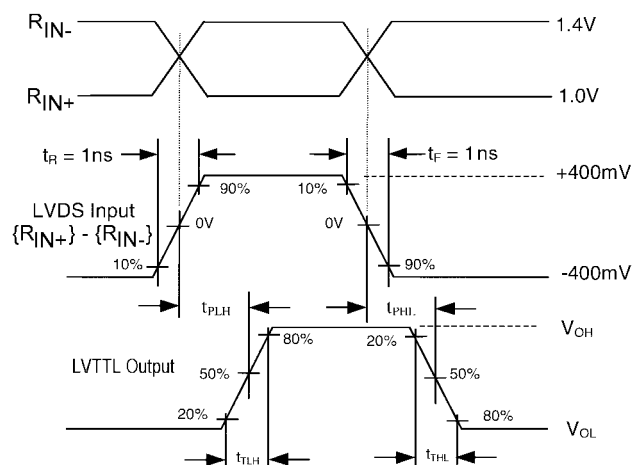 RIN- 1.4V
RIN+ 1.0V
tR = 1ns tF = 1ns
+400mV
90% 10%
LVDS Input 0V 0V
{RIN+} - {RIN-}
10% 90%
-400mV
tPLH tPHL
80% 20% VOH
LVTTL Output 50% 50%
20% 80%
VOL
tTLH tTHL